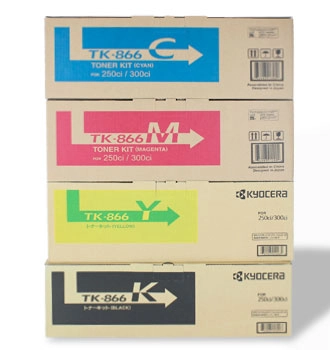 TK-866 C
TONER KIT (CYAN)
FOR 250ci / 300ci
TK-866 M
TONER KIT (MAGENTA)
FOR 250ci / 300ci
TK-866 Y
トナーキット (YELLOW)
KYOCERA
FOR
250ci/300ci
TK-866 K
トナーキット (BLACK)
KYOCERA
FOR
250ci/300ci